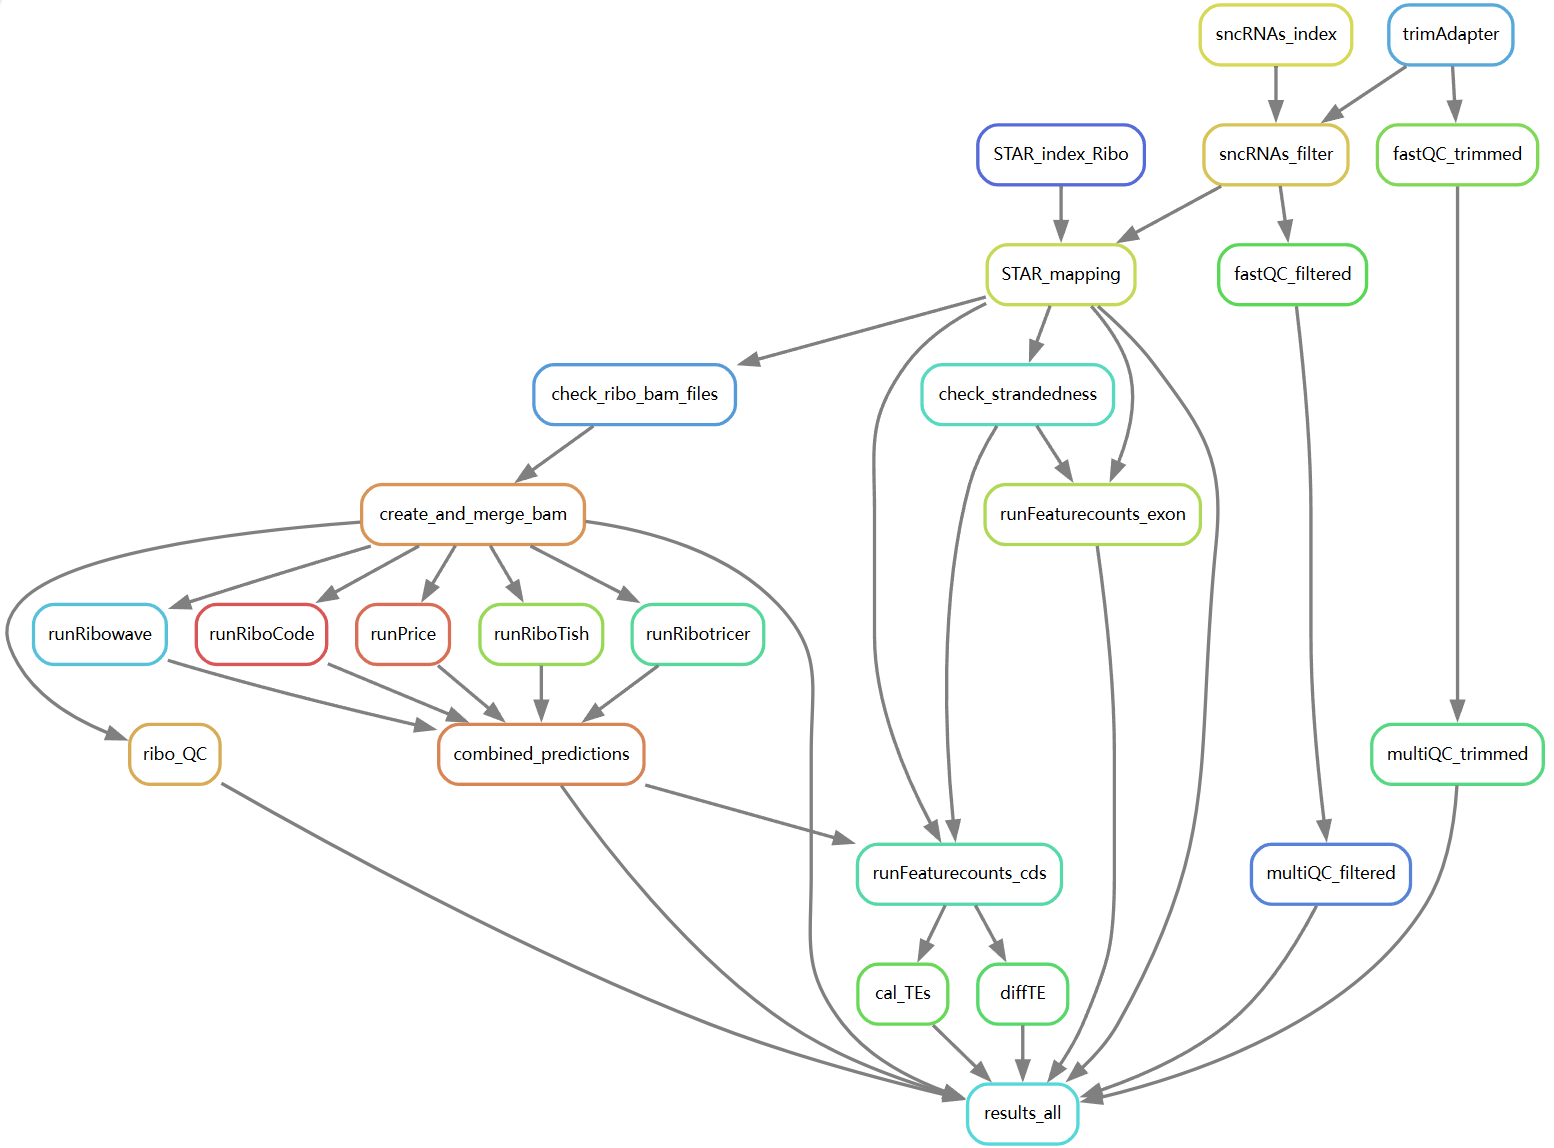 sncRNAs_index
trimAdapter
STAR_index_Ribo
sncRNAs_filter
fastQC_trimmed
STAR_mapping
fastQC_filtered
check_ribo_bam_files
check_strandedness
create_and_merge_bam
runFeaturecounts_exon
runRibowave
runRiboCode
runPrice
runRiboTish
runRibotricer
ribo_QC
combined_predictions
multiQC_trimmed
runFeaturecounts_cds
multiQC_filtered
cal_TEs
diffTE
results_all